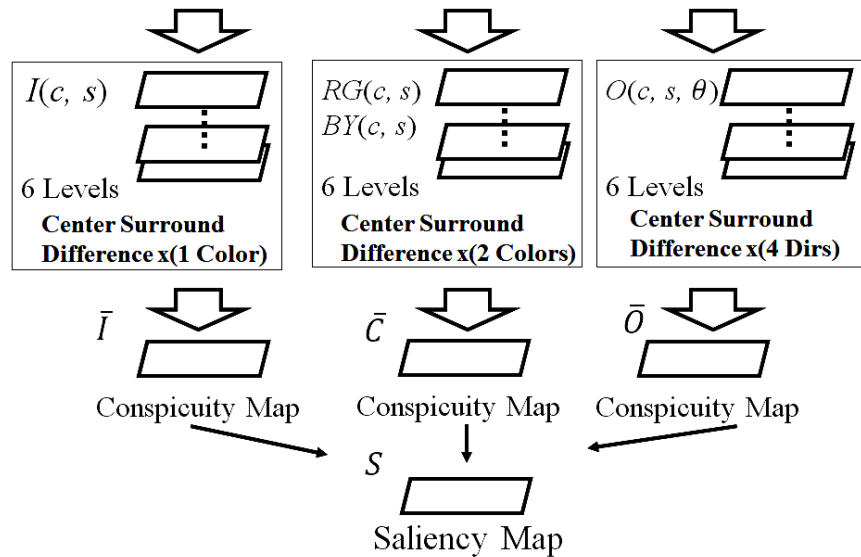 I(c, s)
6 Levels
Center Surround
Difference x(1 Color)
RG(c, s)
BY(c, s)
6 Levels
Center Surround
Difference x(2 Colors)
O(c, s, θ)
6 Levels
Center Surround
Difference x(4 Dirs)
Ī
Conspicuity Map
C̄
Conspicuity Map
Ō
Conspicuity Map
S
Saliency Map